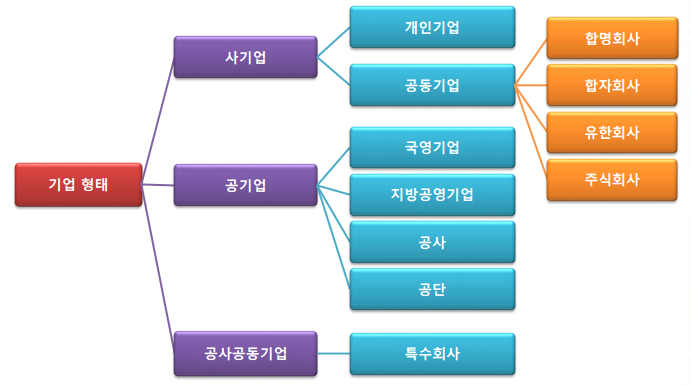 기업 형태
사기업
개인기업
공동기업
합명회사
합자회사
유한회사
주식회사
공기업
국영기업
지방공영기업
공사
공단
공사공동기업
특수회사